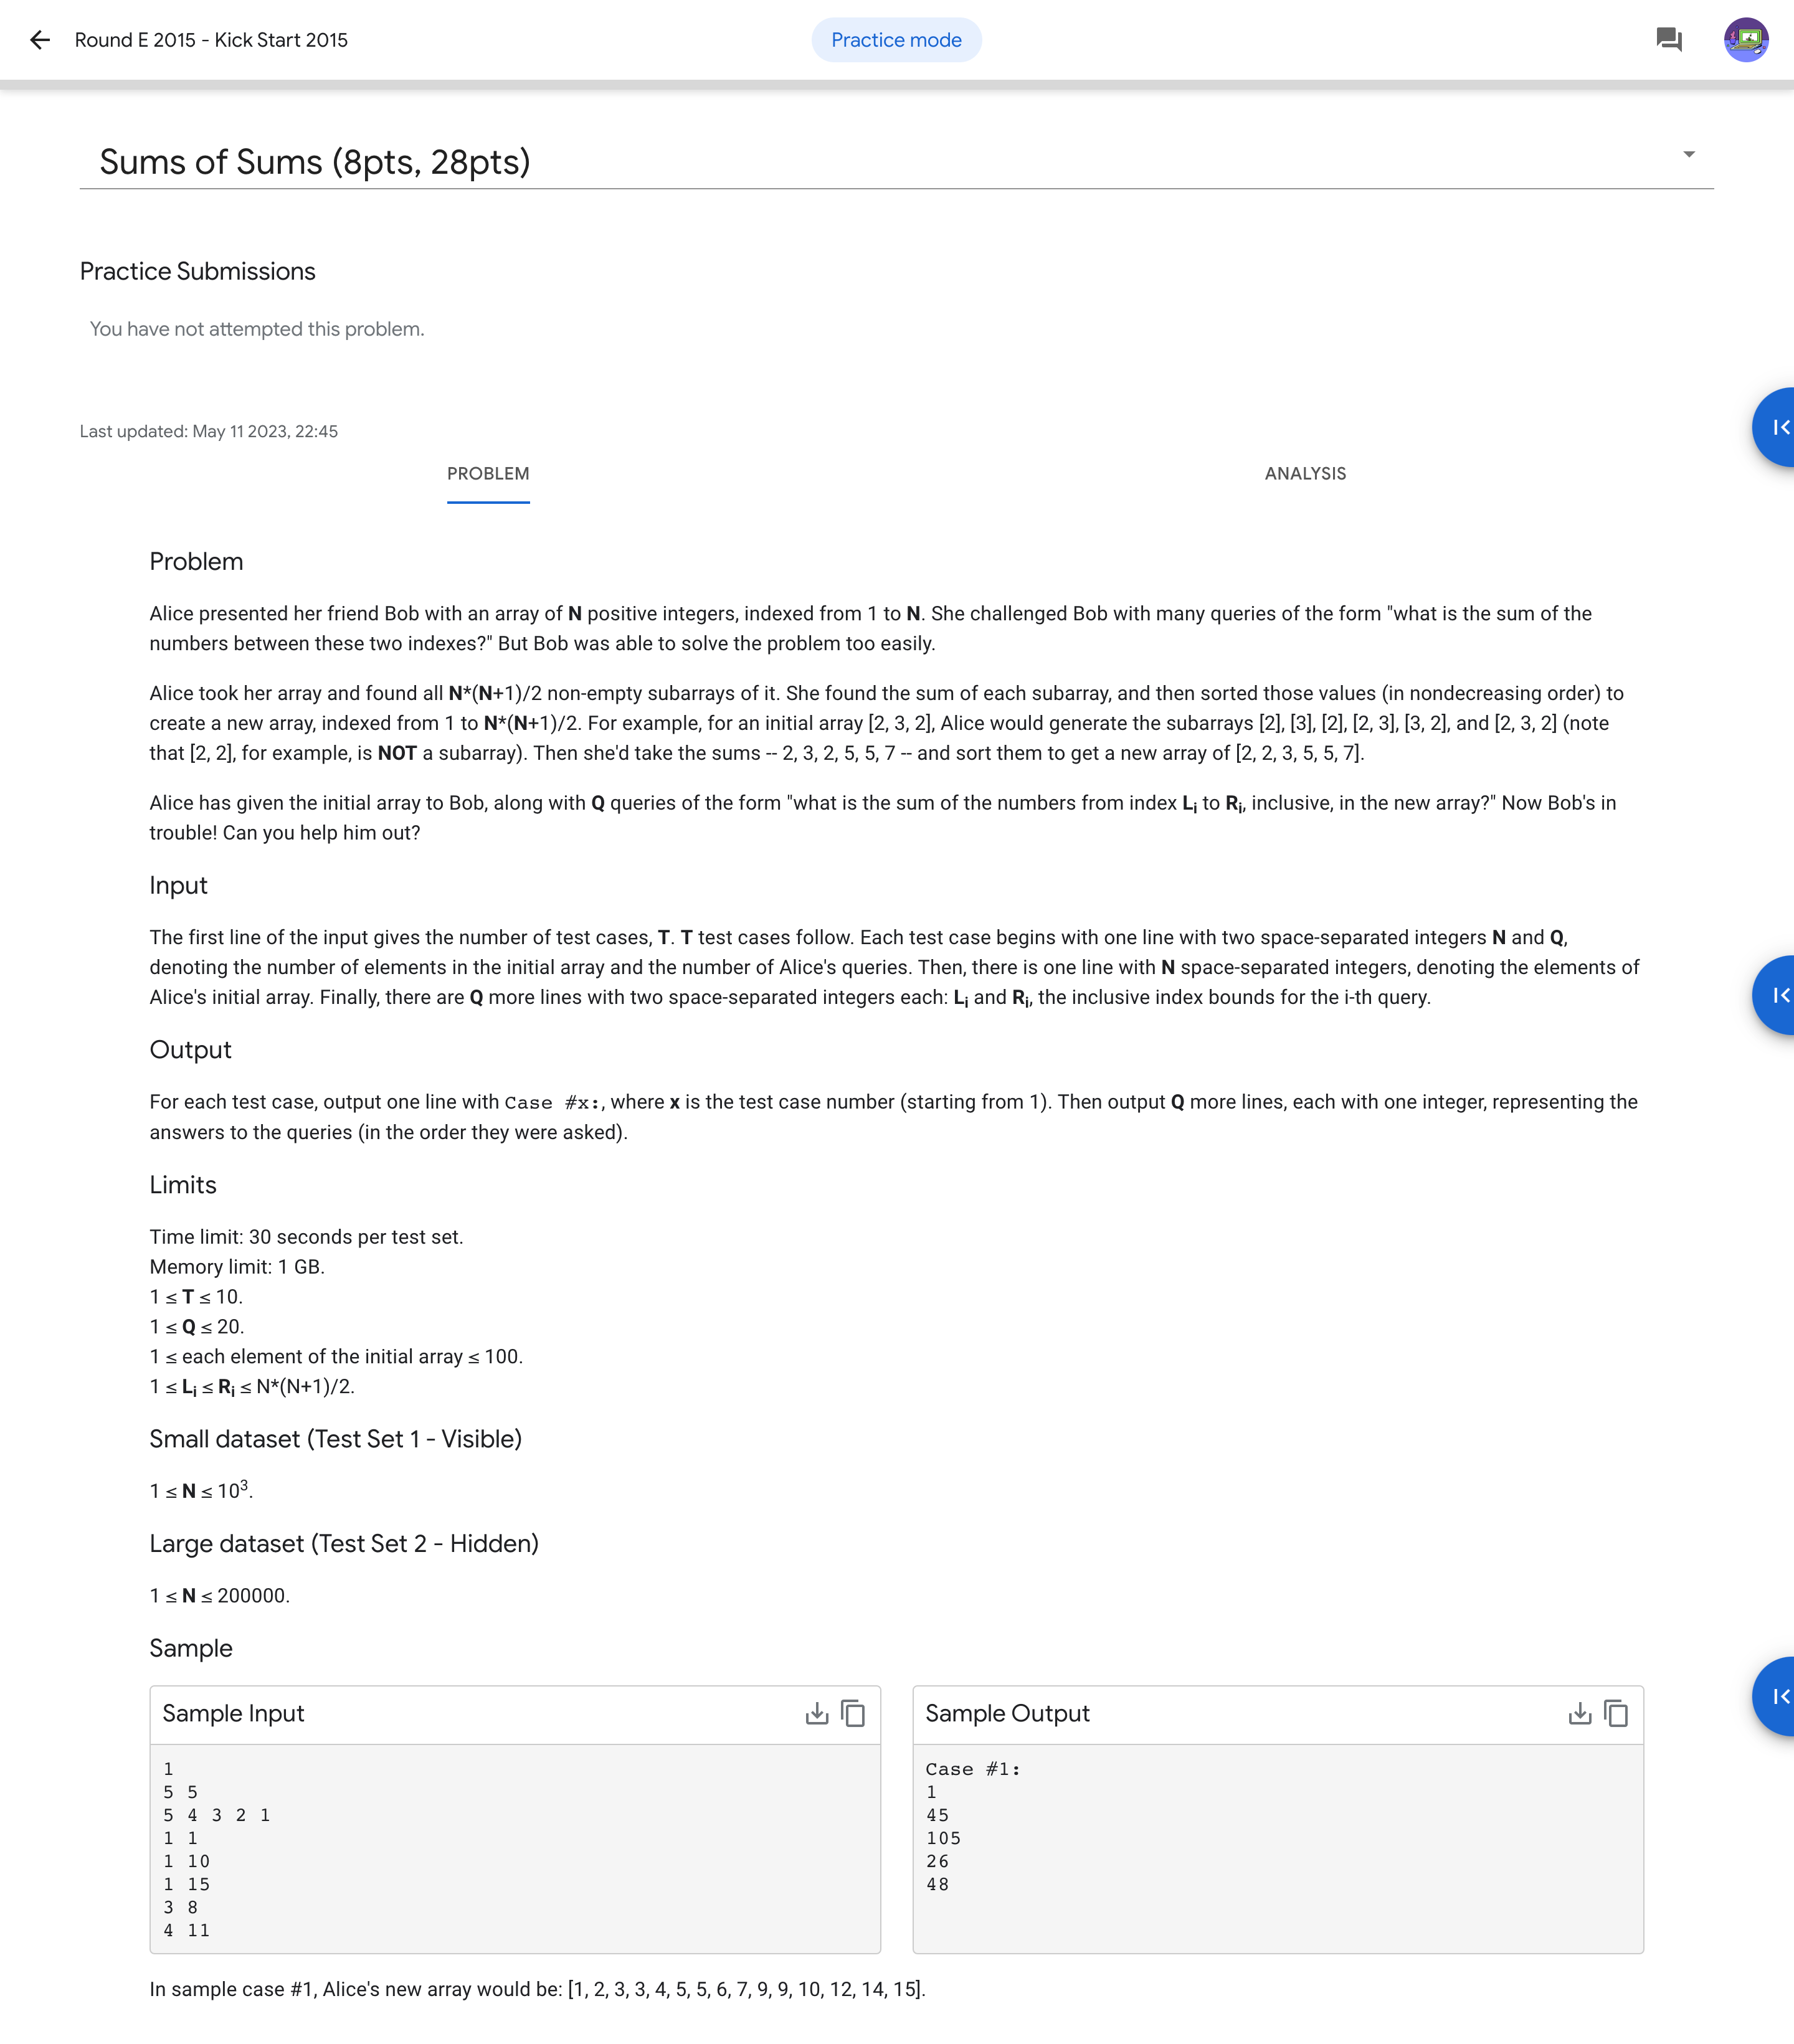 Round E 2015 - Kick Start 2015
Practice mode
Sums of Sums (8pts, 28pts)
Practice Submissions
You have not attempted this problem.
Last updated: May 11 2023, 22:45
PROBLEM
ANALYSIS
Problem
Alice presented her friend Bob with an array of N positive integers, indexed from 1 to N. She challenged Bob with many queries of the form "what is the sum of the
numbers between these two indexes?" But Bob was able to solve the problem too easily.
Alice took her array and found all N*(N+1)/2 non-empty subarrays of it. She found the sum of each subarray, and then sorted those values (in nondecreasing order) to
create a new array, indexed from 1 to N*(N+1)/2. For example, for an initial array [2, 3, 2], Alice would generate the subarrays [2], [3], [2], [2, 3], [3, 2], and [2, 3, 2] (note
that [2, 2], for example, is NOT a subarray). Then she'd take the sums -- 2, 3, 2, 5, 5, 7 -- and sort them to get a new array of [2, 2, 3, 5, 5, 7].
Alice has given the initial array to Bob, along with Q queries of the form "what is the sum of the numbers from index Li to Ri, inclusive, in the new array?" Now Bob's in
trouble! Can you help him out?
Input
The first line of the input gives the number of test cases, T. T test cases follow. Each test case begins with one line with two space-separated integers N and Q,
denoting the number of elements in the initial array and the number of Alice's queries. Then, there is one line with N space-separated integers, denoting the elements of
Alice's initial array. Finally, there are Q more lines with two space-separated integers each: Li and Ri, the inclusive index bounds for the i-th query.
Output
For each test case, output one line with Case #x:, where x is the test case number (starting from 1). Then output Q more lines, each with one integer, representing the
answers to the queries (in the order they were asked).
Limits
Time limit: 30 seconds per test set.
Memory limit: 1 GB.
1 ≤ T ≤ 10.
1 ≤ Q ≤ 20.
1 ≤ each element of the initial array ≤ 100.
1 ≤ Li ≤ Ri ≤ N*(N+1)/2.
Small dataset (Test Set 1 - Visible)
1 ≤ N ≤ 10³.
Large dataset (Test Set 2 - Hidden)
1 ≤ N ≤ 200000.
Sample
Sample Input
1
5 5
5 4 3 2 1
1 1
1 10
1 15
3 8
4 11
Sample Output
Case #1:
1
45
105
26
48
In sample case #1, Alice's new array would be: [1, 2, 3, 3, 4, 5, 5, 6, 7, 9, 9, 10, 12, 14, 15].